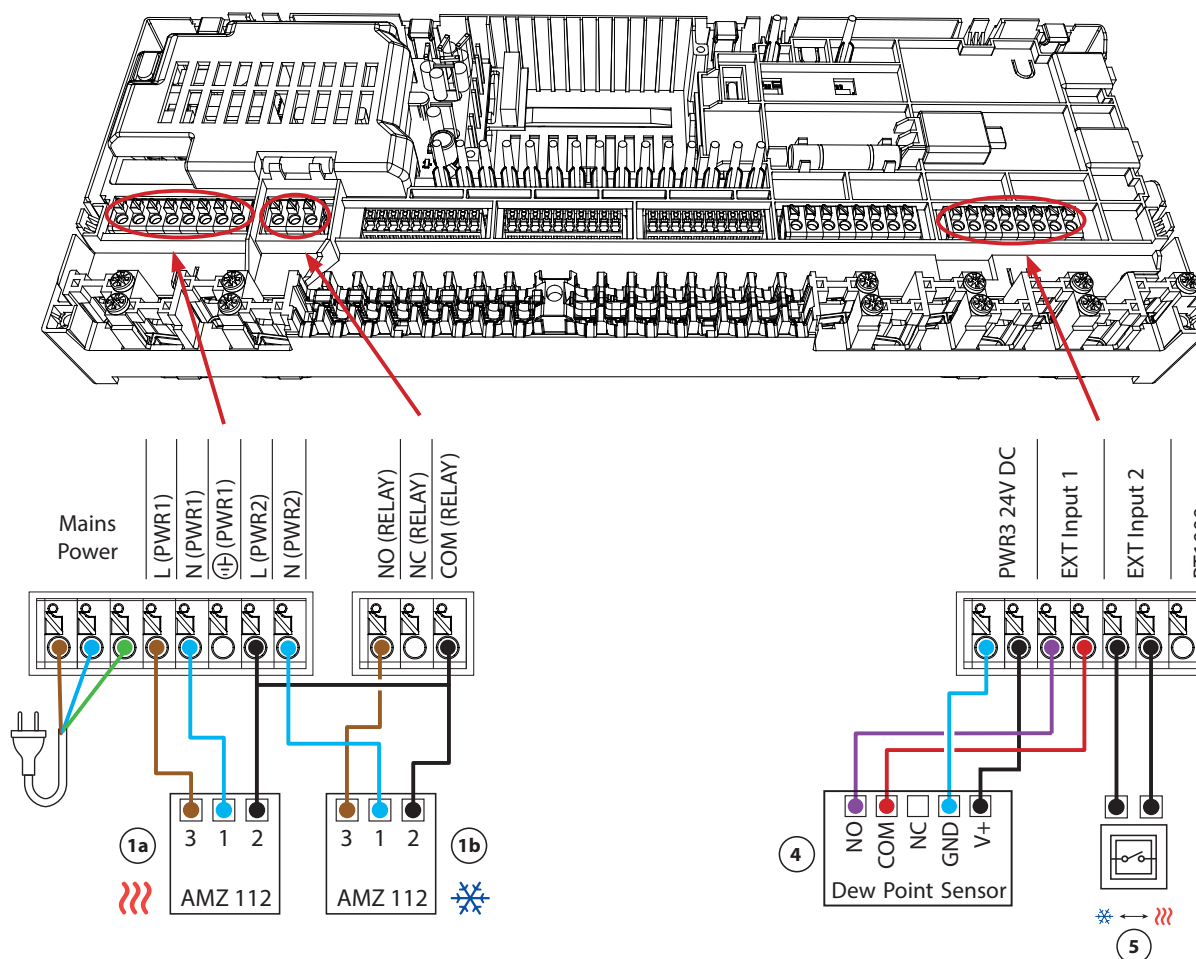 Mains
Power
L (PWR1)
N (PWR1)
(PWR1)
L (PWR2)
N (PWR2)
NO (RELAY)
NC (RELAY)
COM (RELAY)
PWR3 24V DC
EXT Input 1
EXT Input 2
1a
3 1 2
AMZ 112
3 1 2
AMZ 112
1b
4
NO
COM
NC
GND
V+
Dew Point Sensor
5